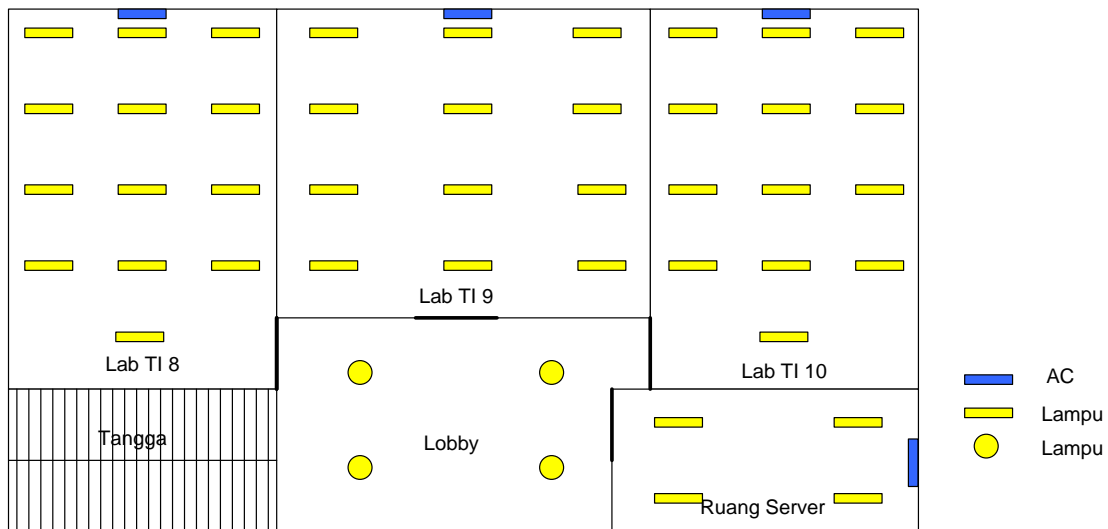 Lab TI 9
Lab TI 8
Lab TI 10
AC
Lampu
Tangga
Lobby
Lampu
Ruang Server